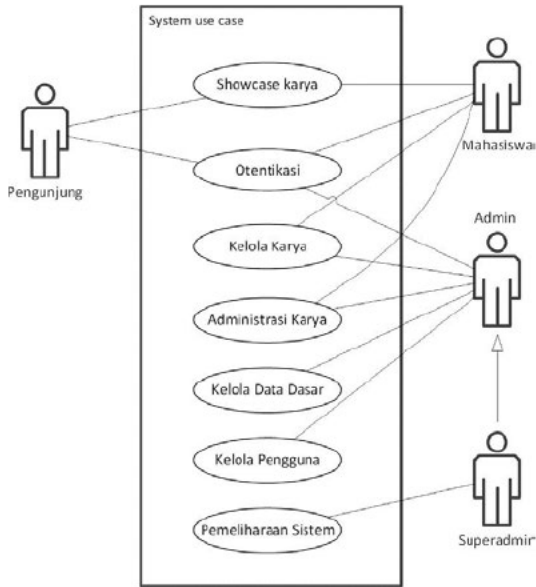 System use case
Showcase karya
Otentikasi
Kelola Karya
Administrasi Karya
Kelola Data Dasar
Kelola Pengguna
Pemeliharaan Sistem
Pengunjung
Mahasiswa
Admin
Superadmin